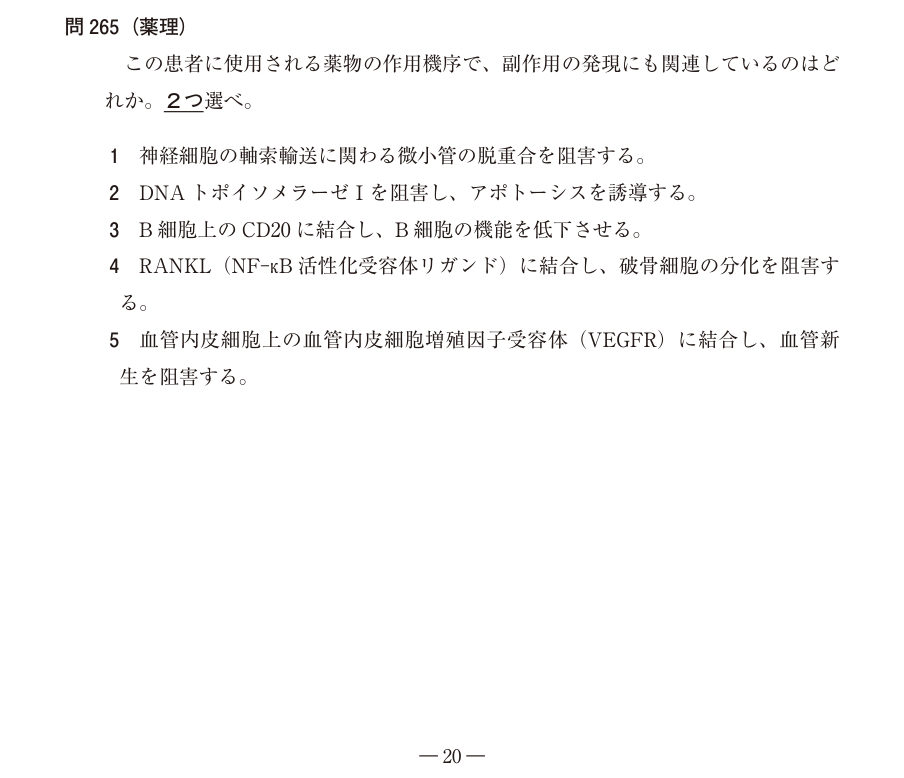 問 265（薬理）
この患者に使用される薬物の作用機序で、副作用の発現にも関連しているのはど
れか。２つ選べ。
1 神経細胞の軸索輸送に関わる微小管の脱重合を阻害する。
2 DNA トポイソメラーゼⅠを阻害し、アポトーシスを誘導する。
3 B 細胞上の CD20 に結合し、B 細胞の機能を低下させる。
4 RANKL（NF-κB 活性化受容体リガンド）に結合し、破骨細胞の分化を阻害す
る。
5 血管内皮細胞上の血管内皮細胞増殖因子受容体（VEGFR）に結合し、血管新
生を阻害する。
― 20 ―